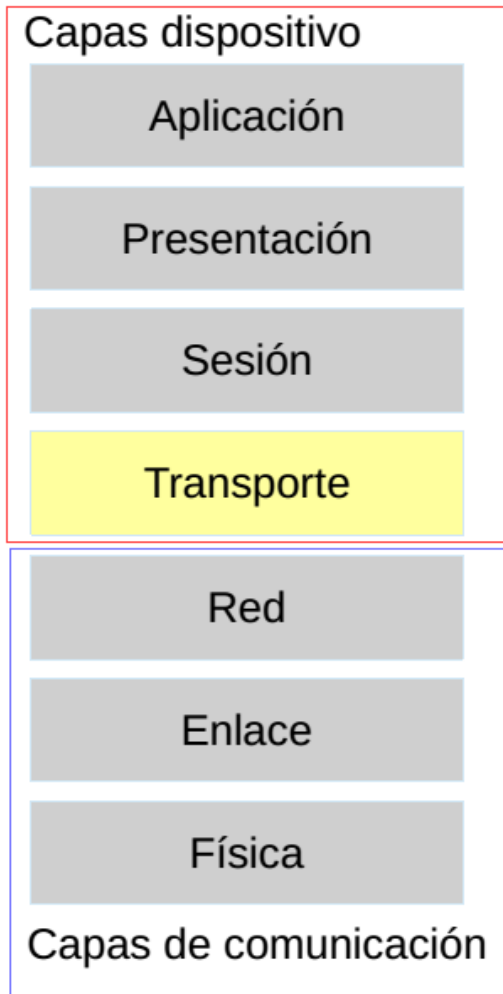 Capas dispositivo
Aplicación
Presentación
Sesión
Transporte
Red
Enlace
Física
Capas de comunicación